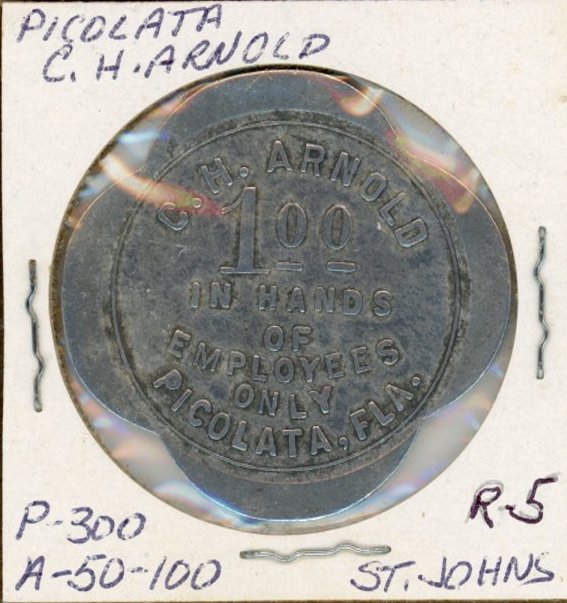 PICOLATA
C.H. ARNOLD
C.H. ARNOLD
1 00
IN HANDS
OF
EMPLOYEES
ONLY
PICOLATA, FLA.
P-300
R-5
A-50-100
ST. JOHNS